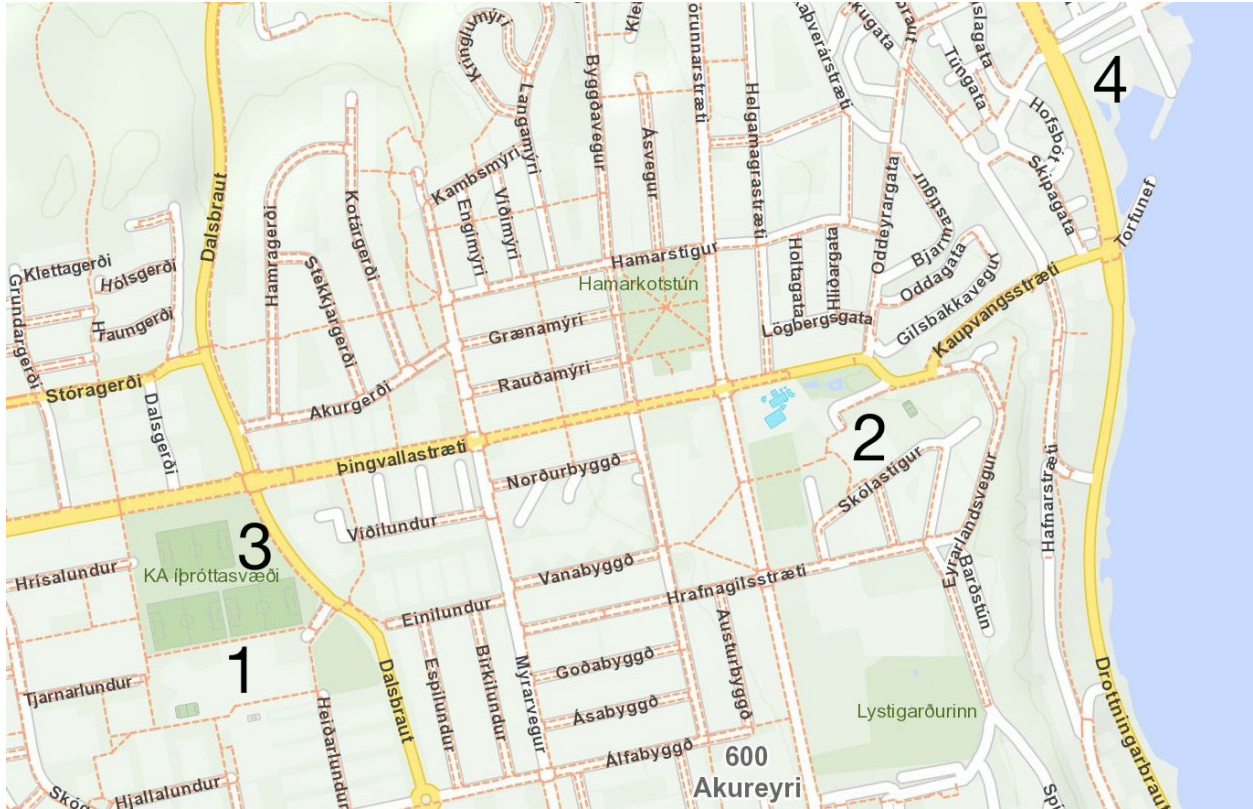 Klettagerði
Hólsgerði
Hraungerði
Grundargerði
Stóragerði
Dalsgerði
Dalsbraut
Hamragerði
Stekkjargerði
Kotárgerði
Akurgerði
Kringlumýri
Langamýri
Kambsmýri
Engimýri
Víðimýri
Byggðavegur
Ásvegur
Hamarstígur
Hamarkotstún
Grænamýri
Rauðamýri
Helgamagrastræti
Holtagata
Hlíðargata
Lögbergsgata
Oddeyrargata
Bjarmastígur
Oddagata
Gilsbakkavegur
Kaupvangsstræti
Túngata
Hofsbót
Skipagata
Torfunef
4
Þingvallastræti
Norðurbyggð
Víðilundur
2
Skólastígur
Eyrarlandsvegur
Barðstún
Hafnarstræti
3
Hrísalundur
KA íþróttasvæði
Vanabyggð
Hrafnagilsstræti
Einilundur
1
Tjarnarlundur
Heiðarlundur
Dalsbraut
Espilundur
Birkilundur
Mýrarvegur
Goðabyggð
Ásabyggð
Austurbyggð
Álfabyggð
Hjallalundur
Lystigarðurinn
600
Akureyri